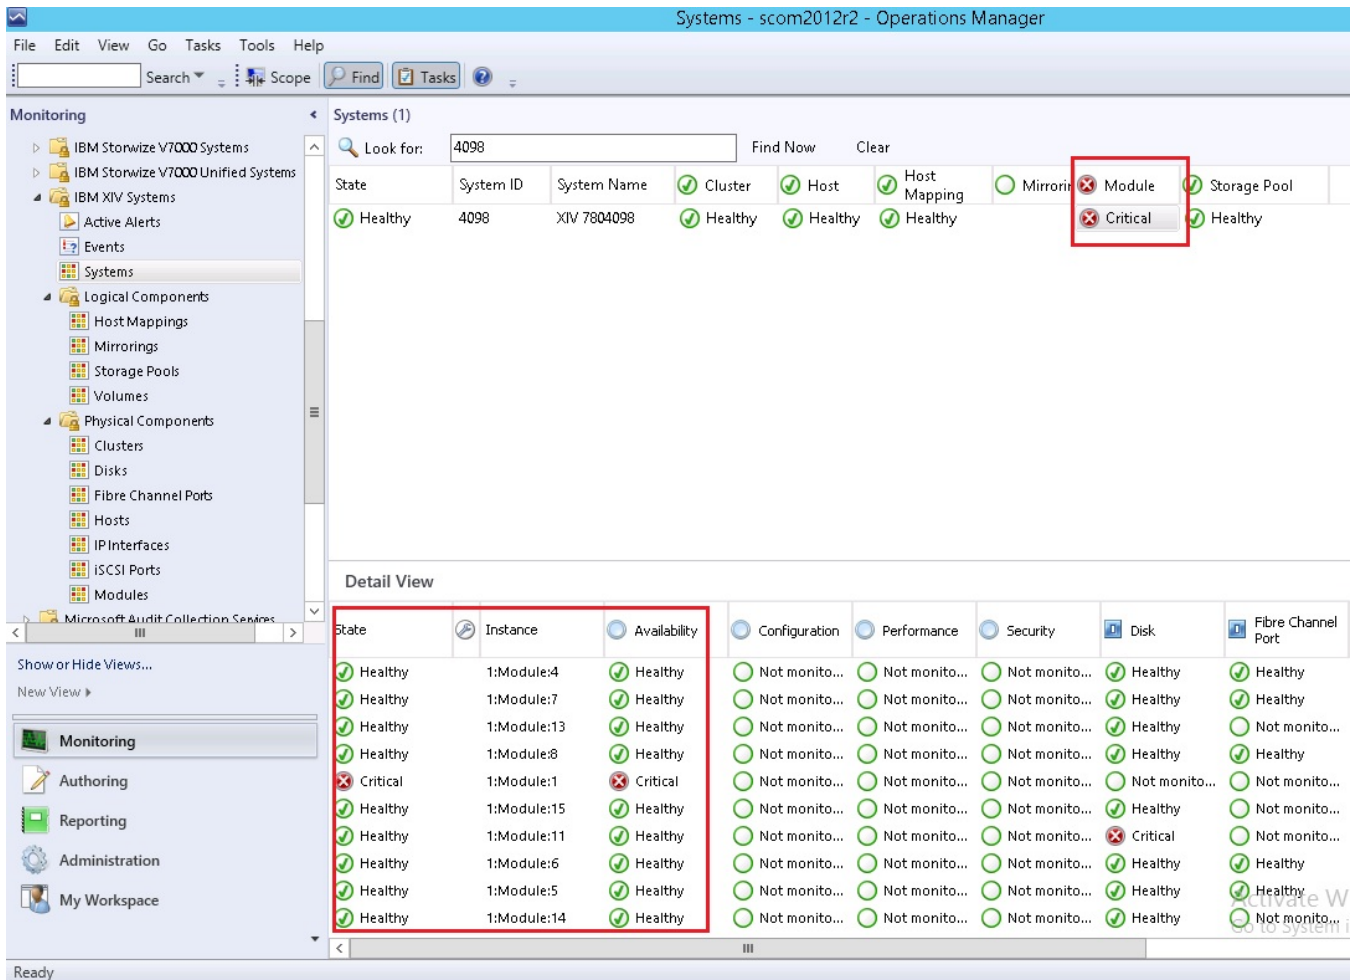 Systems - scom2012r2 - Operations Manager
File Edit View Go Tasks Tools Help
Search Scope Find Tasks
Monitoring
IBM Storwize V7000 Systems
IBM Storwize V7000 Unified Systems
IBM XIV Systems
Active Alerts
Events
Systems
Logical Components
Host Mappings
Mirrorings
Storage Pools
Volumes
Physical Components
Clusters
Disks
Fibre Channel Ports
Hosts
IP Interfaces
iSCSI Ports
Modules
Microsoft Audit Collection Services
Show or Hide Views...
New View
Monitoring
Authoring
Reporting
Administration
My Workspace
Systems (1)
Look for: 4098 Find Now Clear
State System ID System Name Cluster Host Host Mapping Mirrorin Module Storage Pool
Healthy 4098 XIV 7804098 Healthy Healthy Healthy Critical Healthy
Detail View
State Instance Availability Configuration Performance Security Disk Fibre Channel Port
Healthy 1:Module:4 Healthy Not monito... Not monito... Not monito... Healthy Healthy
Healthy 1:Module:7 Healthy Not monito... Not monito... Not monito... Healthy Healthy
Healthy 1:Module:13 Healthy Not monito... Not monito... Not monito... Healthy Not monito...
Healthy 1:Module:8 Healthy Not monito... Not monito... Not monito... Healthy Healthy
Critical 1:Module:1 Critical Not monito... Not monito... Not monito... Not monito... Not monito...
Healthy 1:Module:15 Healthy Not monito... Not monito... Not monito... Healthy Not monito...
Healthy 1:Module:11 Healthy Not monito... Not monito... Not monito... Critical Not monito...
Healthy 1:Module:6 Healthy Not monito... Not monito... Not monito... Healthy Healthy
Healthy 1:Module:5 Healthy Not monito... Not monito... Not monito... Healthy Healthy
Healthy 1:Module:14 Healthy Not monito... Not monito... Not monito... Healthy Not monito...
Activate W
Go to System i
Ready